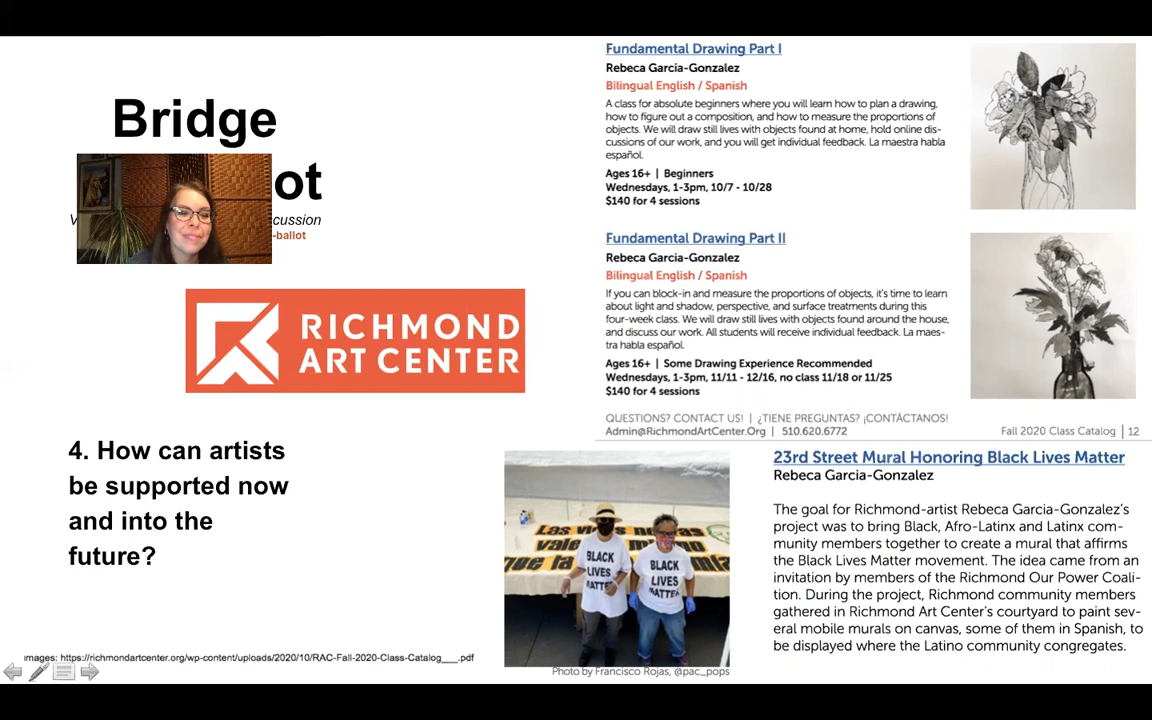 Bridge
ot
cussion
-ballot
RICHMOND
ART CENTER
4. How can artists
be supported now
and into the
future?
Images: https://richmondartcenter.org/wp-content/uploads/2020/10/RAC-Fall-2020-Class-Catalog___.pdf
Fundamental Drawing Part I
Rebeca Garcia-Gonzalez
Bilingual English / Spanish
A class for absolute beginners where you will learn how to plan a drawing,
how to figure out a composition, and how to measure the proportions of
objects. We will draw still lives with objects found at home, hold online dis-
cussions of our work, and you will get individual feedback. La maestra habla
español.
Ages 16+ | Beginners
Wednesdays, 1-3pm, 10/7 - 10/28
$140 for 4 sessions
Fundamental Drawing Part II
Rebeca Garcia-Gonzalez
Bilingual English / Spanish
If you can block-in and measure the proportions of objects, it's time to learn
about light and shadow, perspective, and surface treatments during this
four-week class. We will draw still lives with objects found around the house,
and discuss our work. All students will receive individual feedback. La maes-
tra habla español.
Ages 16+ | Some Drawing Experience Recommended
Wednesdays, 1-3pm, 11/11 - 12/16, no class 11/18 or 11/25
$140 for 4 sessions
QUESTIONS? CONTACT US! | ¿TIENE PREGUNTAS? ¡CONTÁCTANOS!
Admin@RichmondArtCenter.Org | 510.620.6772
Fall 2020 Class Catalog | 12
Las vidas negras
BLACK
LIVES
MATTER
BLACK
LIVES
MATTER
Photo by Francisco Rojas, @pac_pops
23rd Street Mural Honoring Black Lives Matter
Rebeca Garcia-Gonzalez
The goal for Richmond-artist Rebeca Garcia-Gonzalez's
project was to bring Black, Afro-Latinx and Latinx com-
munity members together to create a mural that affirms
the Black Lives Matter movement. The idea came from an
invitation by members of the Richmond Our Power Coali-
tion. During the project, Richmond community members
gathered in Richmond Art Center's courtyard to paint sev-
eral mobile murals on canvas, some of them in Spanish, to
be displayed where the Latino community congregates.